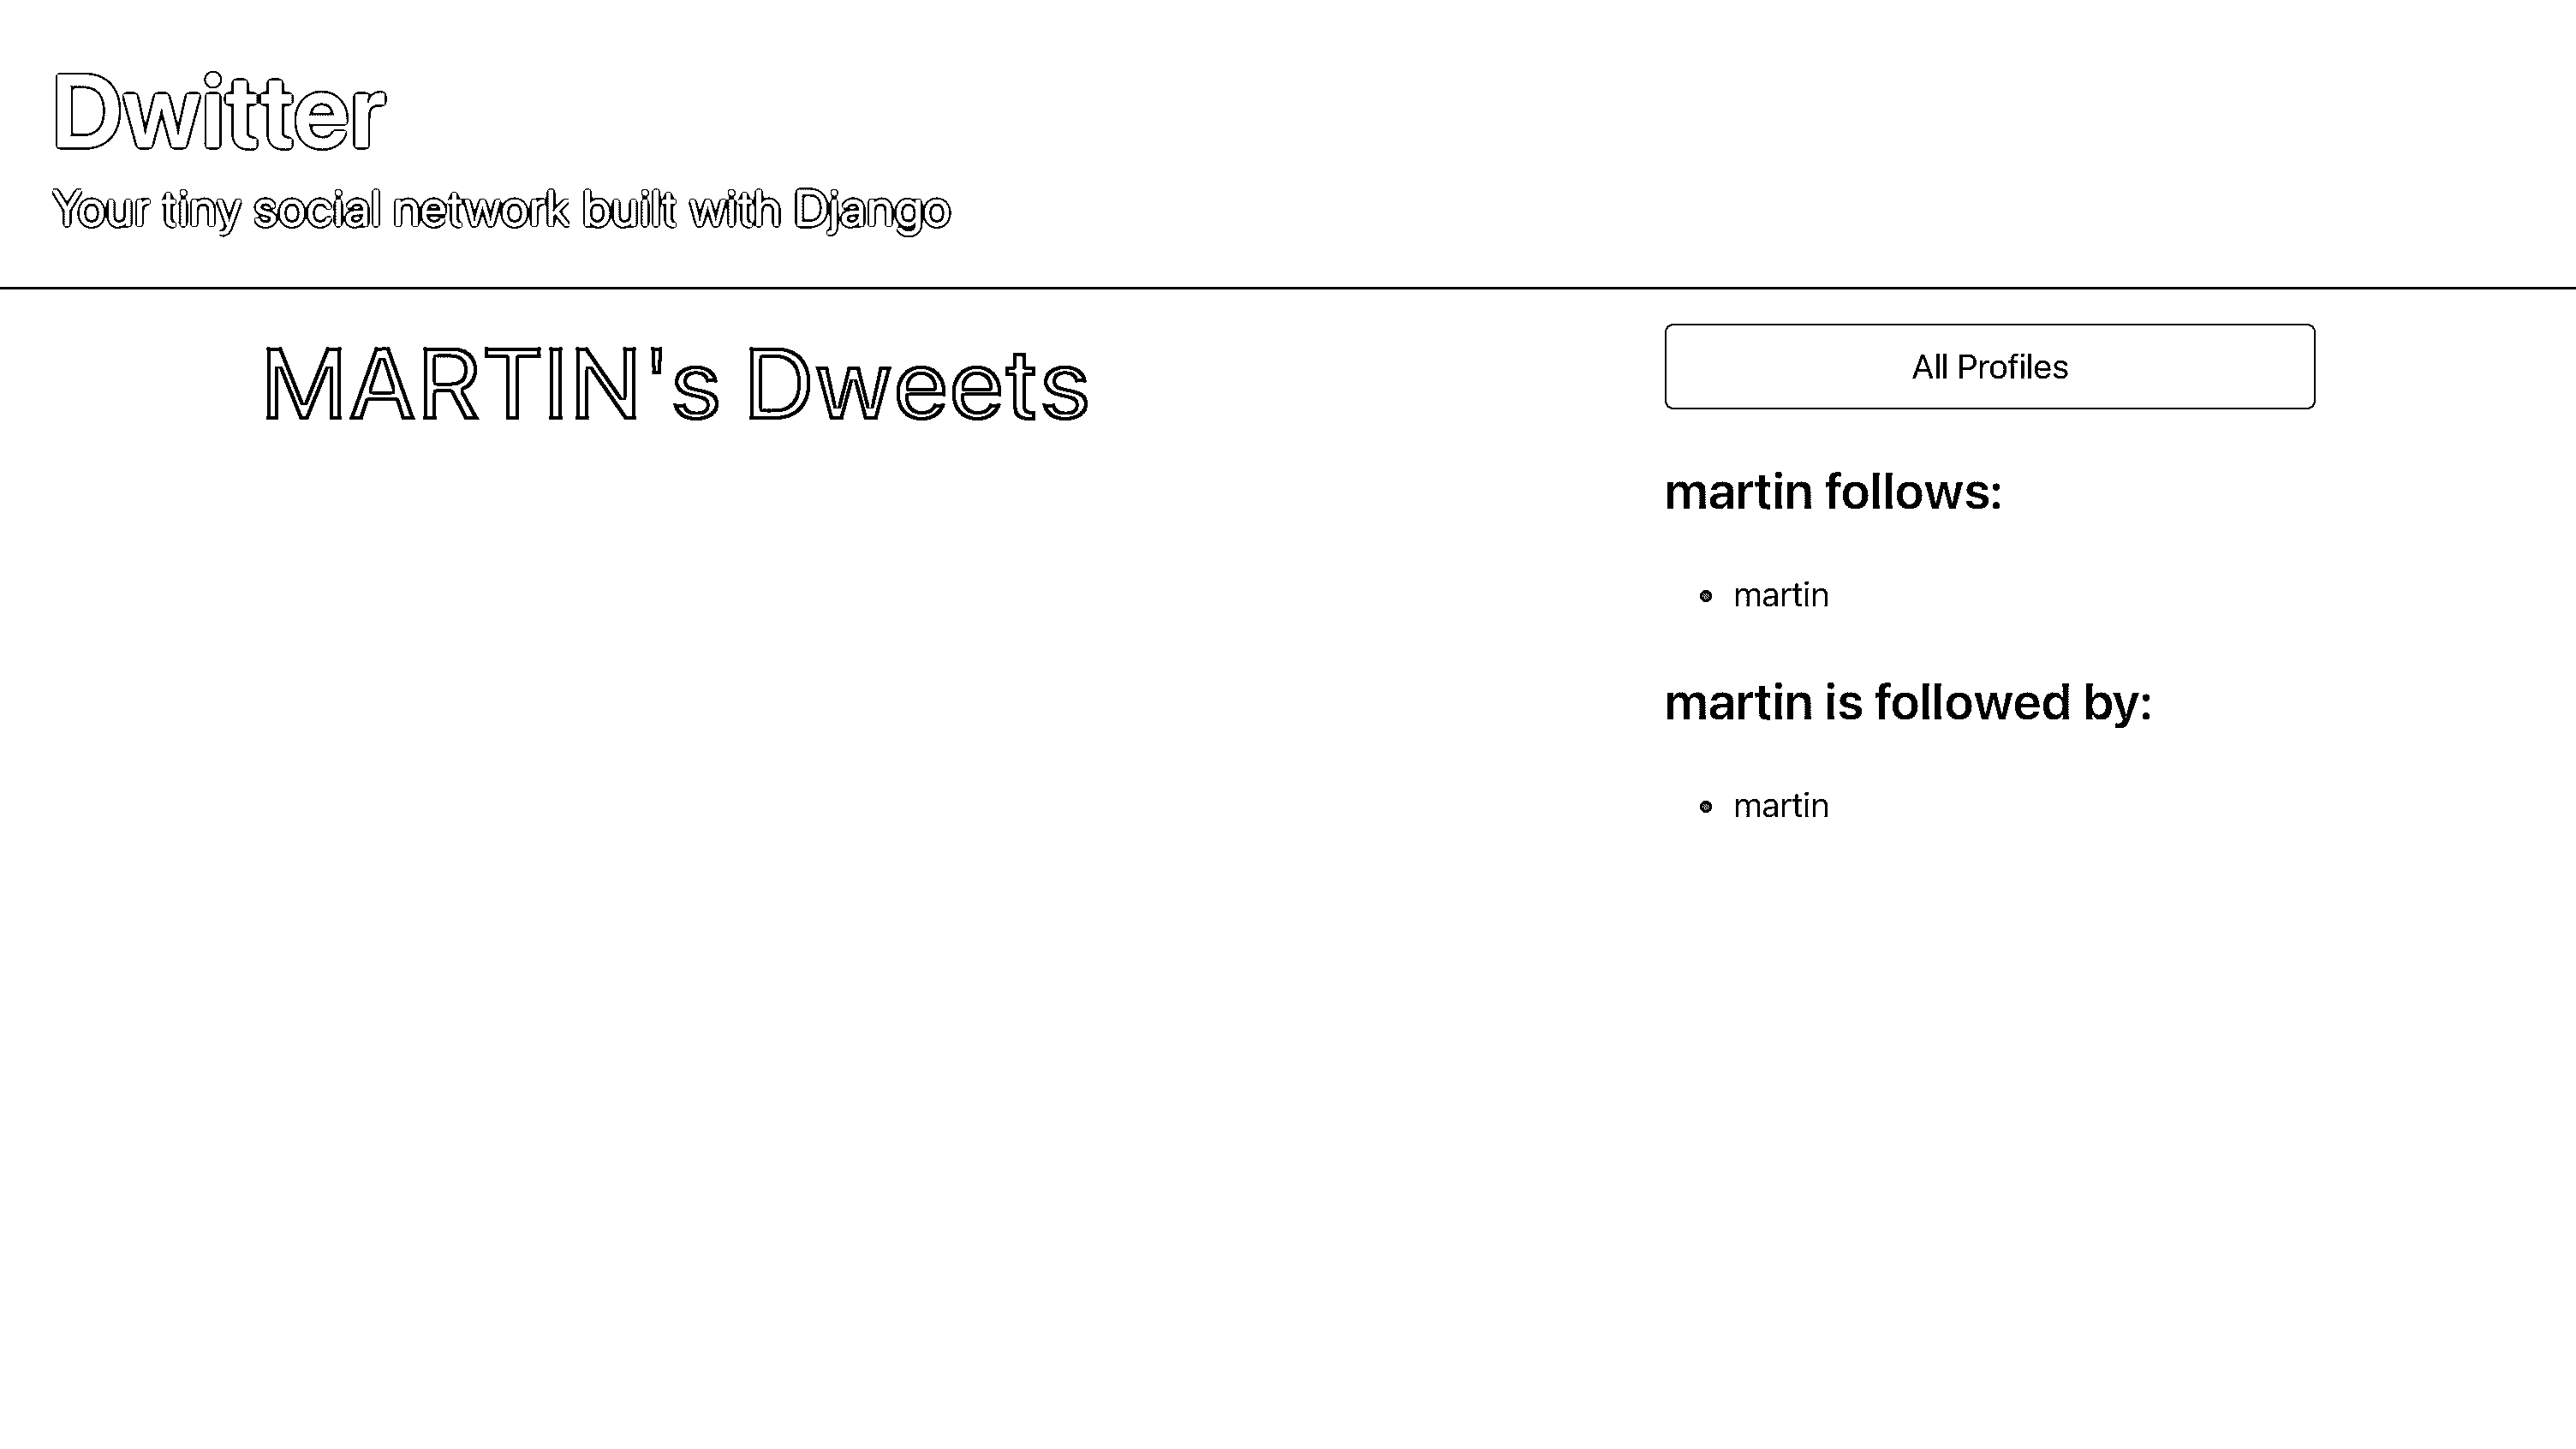 Dwitter
Your tiny social network built with Django
MARTIN's Dweets
All Profiles
martin follows:
martin
martin is followed by:
martin